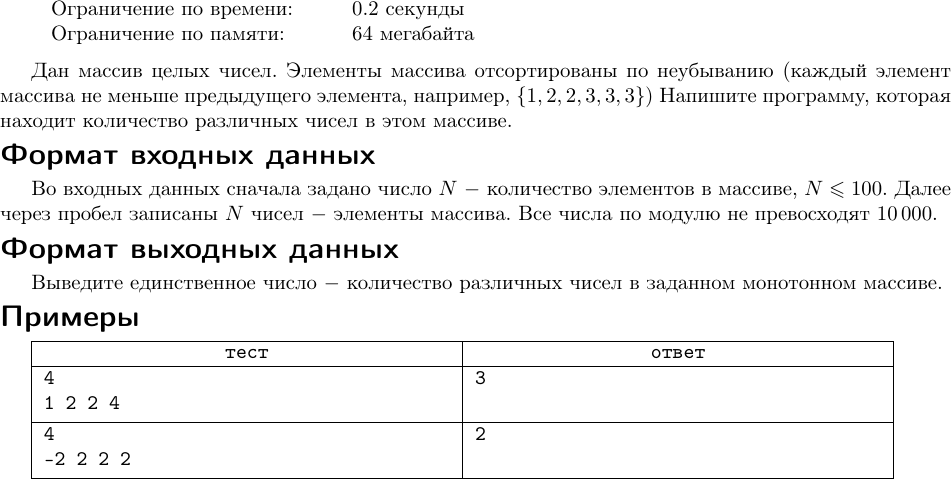 Ограничение по времени: 0.2 секунды
Ограничение по памяти: 64 мегабайта
Дан массив целых чисел. Элементы массива отсортированы по неубыванию (каждый элемент
массива не меньше предыдущего элемента, например, {1, 2, 2, 3, 3, 3}) Напишите программу, которая
находит количество различных чисел в этом массиве.
Формат входных данных
Во входных данных сначала задано число N − количество элементов в массиве, N ⩽ 100. Далее
через пробел записаны N чисел − элементы массива. Все числа по модулю не превосходят 10 000.
Формат выходных данных
Выведите единственное число − количество различных чисел в заданном монотонном массиве.
Примеры
тест ответ
4 3
1 2 2 4
4 2
-2 2 2 2